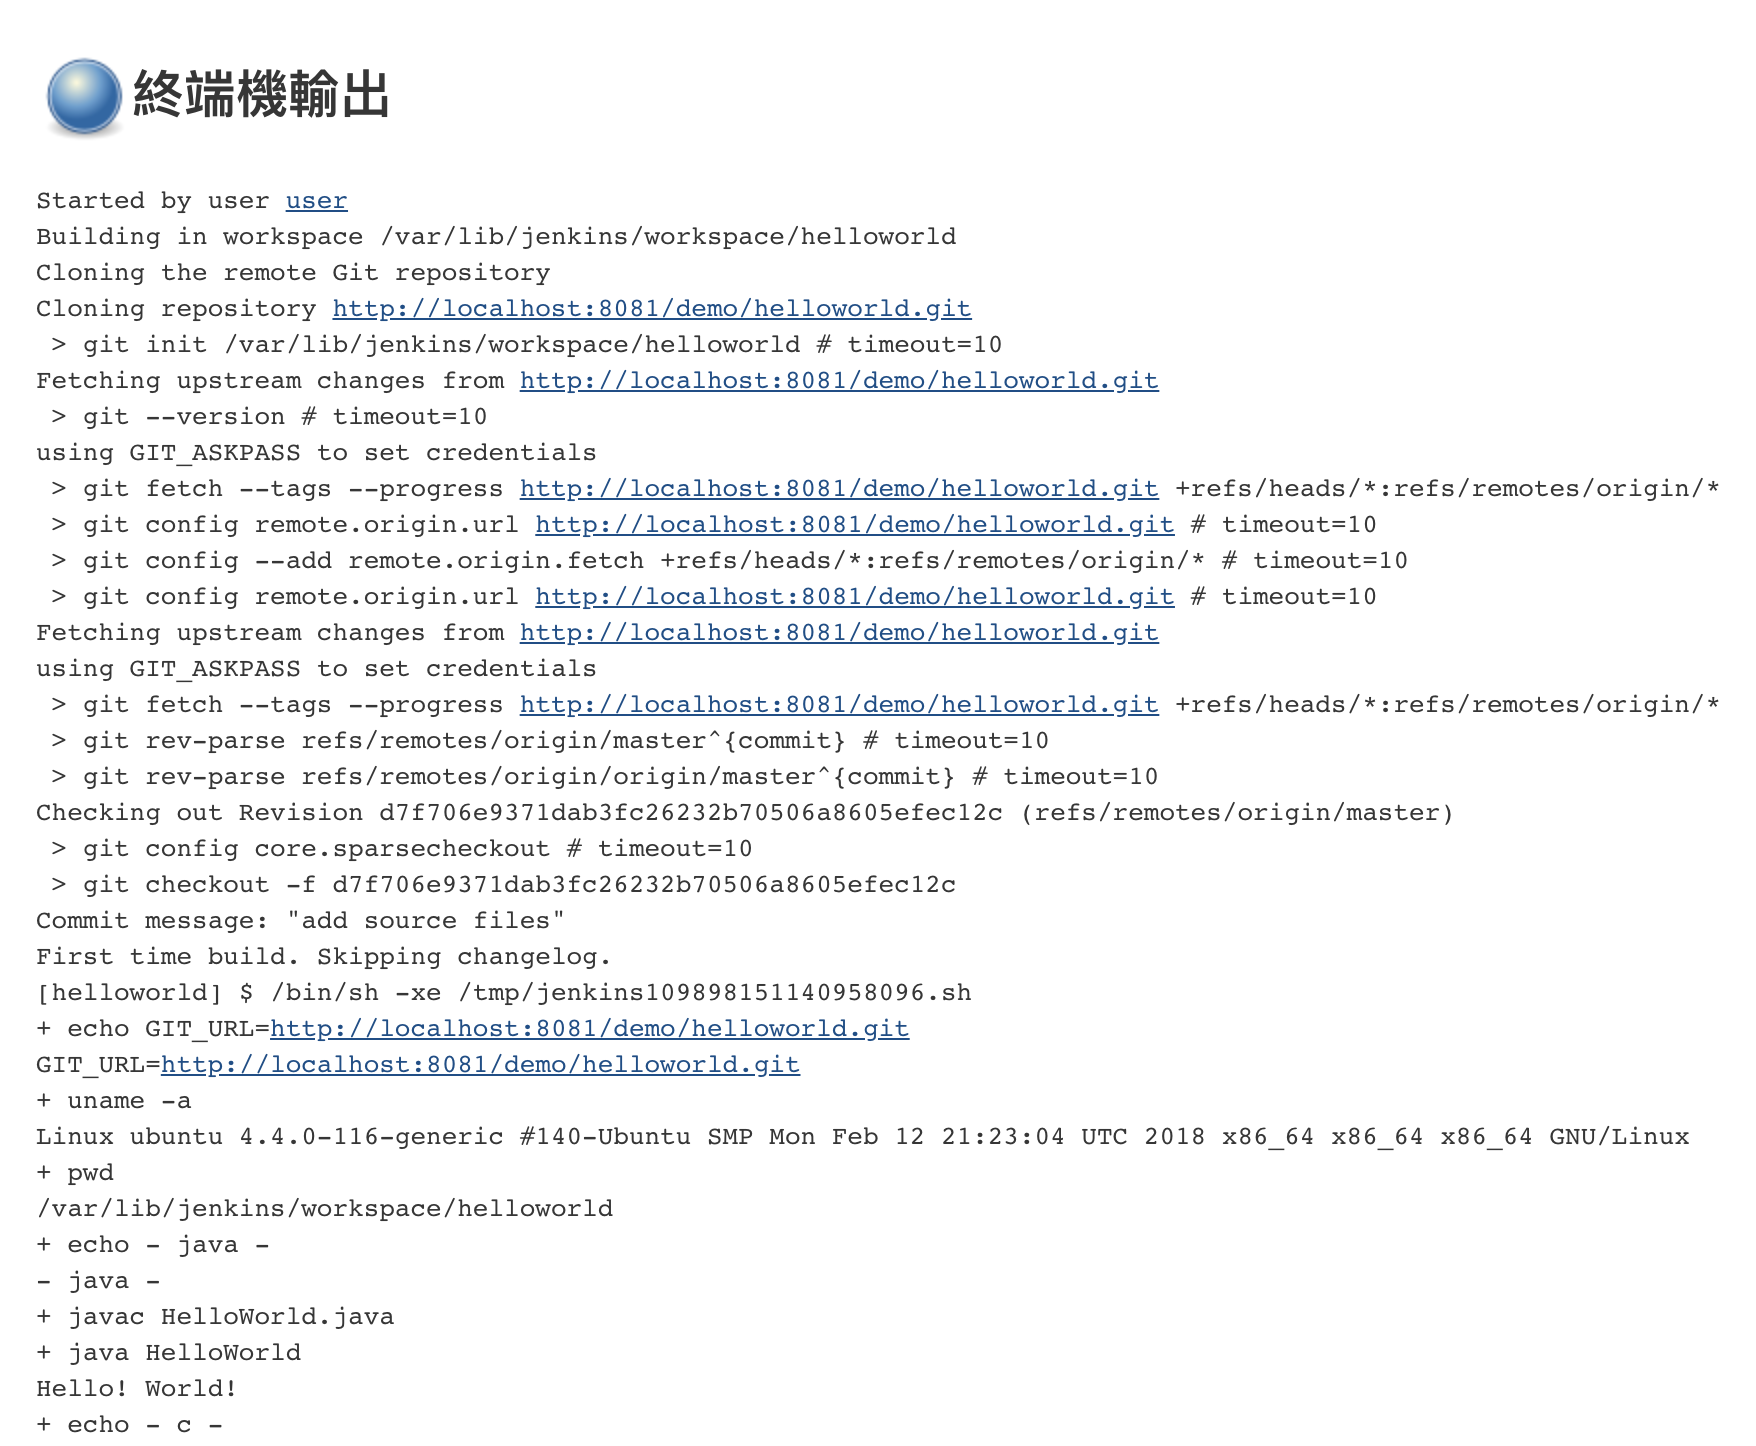 終端機輸出
Started by user user
Building in workspace /var/lib/jenkins/workspace/helloworld
Cloning the remote Git repository
Cloning repository http://localhost:8081/demo/helloworld.git
 > git init /var/lib/jenkins/workspace/helloworld # timeout=10
Fetching upstream changes from http://localhost:8081/demo/helloworld.git
 > git --version # timeout=10
using GIT_ASKPASS to set credentials
 > git fetch --tags --progress http://localhost:8081/demo/helloworld.git +refs/heads/*:refs/remotes/origin/*
 > git config remote.origin.url http://localhost:8081/demo/helloworld.git # timeout=10
 > git config --add remote.origin.fetch +refs/heads/*:refs/remotes/origin/* # timeout=10
 > git config remote.origin.url http://localhost:8081/demo/helloworld.git # timeout=10
Fetching upstream changes from http://localhost:8081/demo/helloworld.git
using GIT_ASKPASS to set credentials
 > git fetch --tags --progress http://localhost:8081/demo/helloworld.git +refs/heads/*:refs/remotes/origin/*
 > git rev-parse refs/remotes/origin/master^{commit} # timeout=10
 > git rev-parse refs/remotes/origin/origin/master^{commit} # timeout=10
Checking out Revision d7f706e9371dab3fc26232b70506a8605efec12c (refs/remotes/origin/master)
 > git config core.sparsecheckout # timeout=10
 > git checkout -f d7f706e9371dab3fc26232b70506a8605efec12c
Commit message: "add source files"
First time build. Skipping changelog.
[helloworld] $ /bin/sh -xe /tmp/jenkins109898151140958096.sh
+ echo GIT_URL=http://localhost:8081/demo/helloworld.git
GIT_URL=http://localhost:8081/demo/helloworld.git
+ uname -a
Linux ubuntu 4.4.0-116-generic #140-Ubuntu SMP Mon Feb 12 21:23:04 UTC 2018 x86_64 x86_64 x86_64 GNU/Linux
+ pwd
/var/lib/jenkins/workspace/helloworld
+ echo - java -
- java -
+ javac HelloWorld.java
+ java HelloWorld
Hello! World!
+ echo - c -